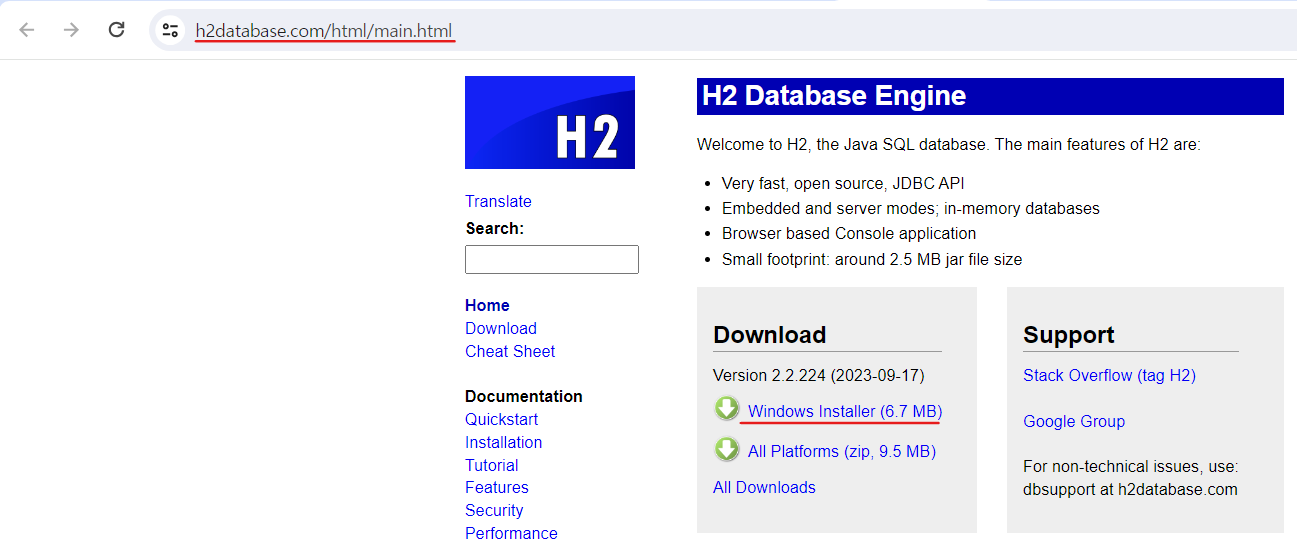 h2database.com/html/main.html
H2
Translate
Search:
Home
Download
Cheat Sheet
Documentation
Quickstart
Installation
Tutorial
Features
Security
Performance
H2 Database Engine
Welcome to H2, the Java SQL database. The main features of H2 are:
• Very fast, open source, JDBC API
• Embedded and server modes; in-memory databases
• Browser based Console application
• Small footprint: around 2.5 MB jar file size
Download
Version 2.2.224 (2023-09-17)
Windows Installer (6.7 MB)
All Platforms (zip, 9.5 MB)
All Downloads
Support
Stack Overflow (tag H2)
Google Group
For non-technical issues, use:
dbsupport at h2database.com